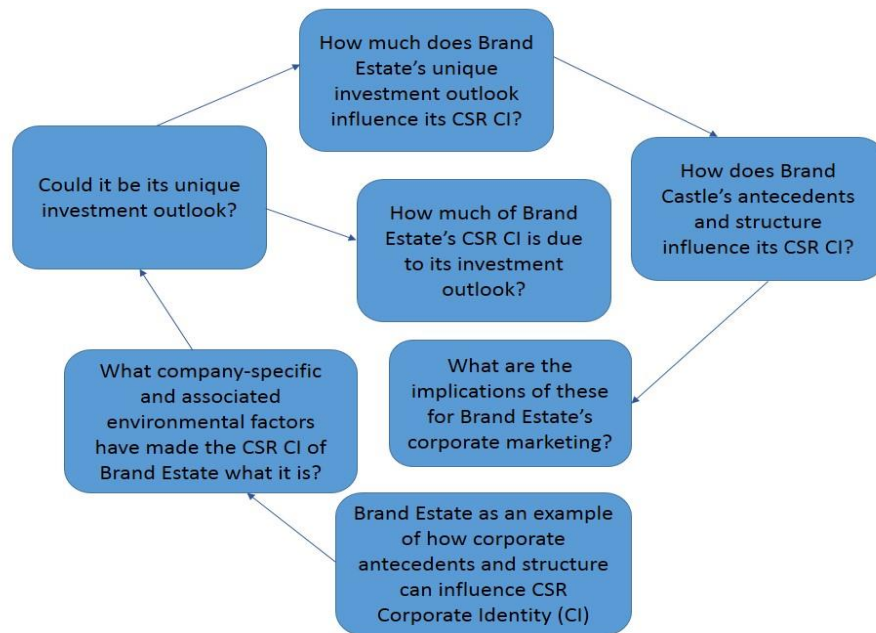 How much does Brand
Estate’s unique
investment outlook
influence its CSR CI?
Could it be its unique
investment outlook?
How much of Brand
Estate’s CSR CI is due
to its investment
outlook?
How does Brand
Castle’s antecedents
and structure
influence its CSR CI?
What company-specific
and associated
environmental factors
have made the CSR CI of
Brand Estate what it is?
What are the
implications of these
for Brand Estate’s
corporate marketing?
Brand Estate as an example
of how corporate
antecedents and structure
can influence CSR
Corporate Identity (CI)